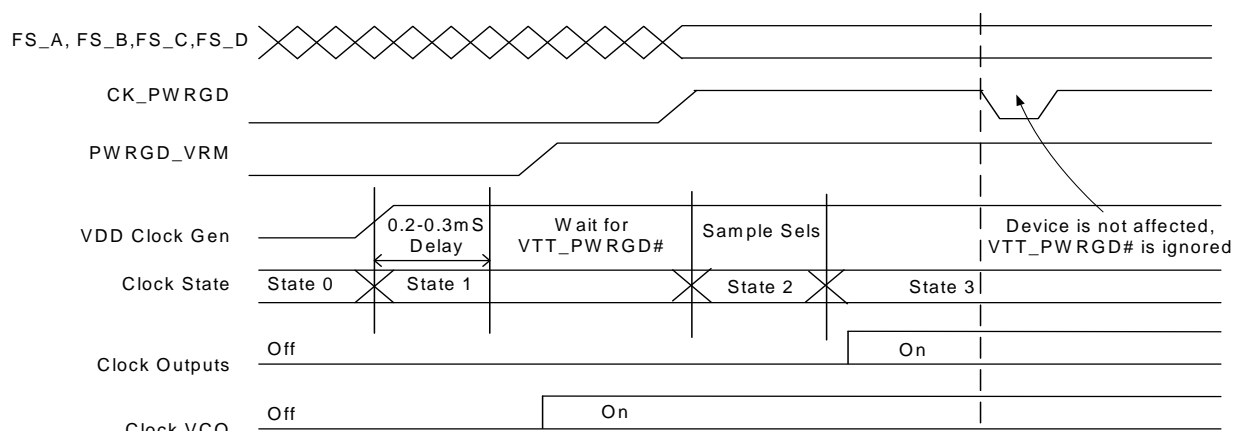 FS_A, FS_B,FS_C,FS_D
CK_PWRGD
PWRGD_VRM
VDD Clock Gen
0.2-0.3mS
Delay
Wait for
VTT_PWRGD#
Sample Sels
Device is not affected,
VTT_PWRGD# is ignored
Clock State
State 0
State 1
State 2
State 3
Clock Outputs
Off
On
Clock VCO
Off
On